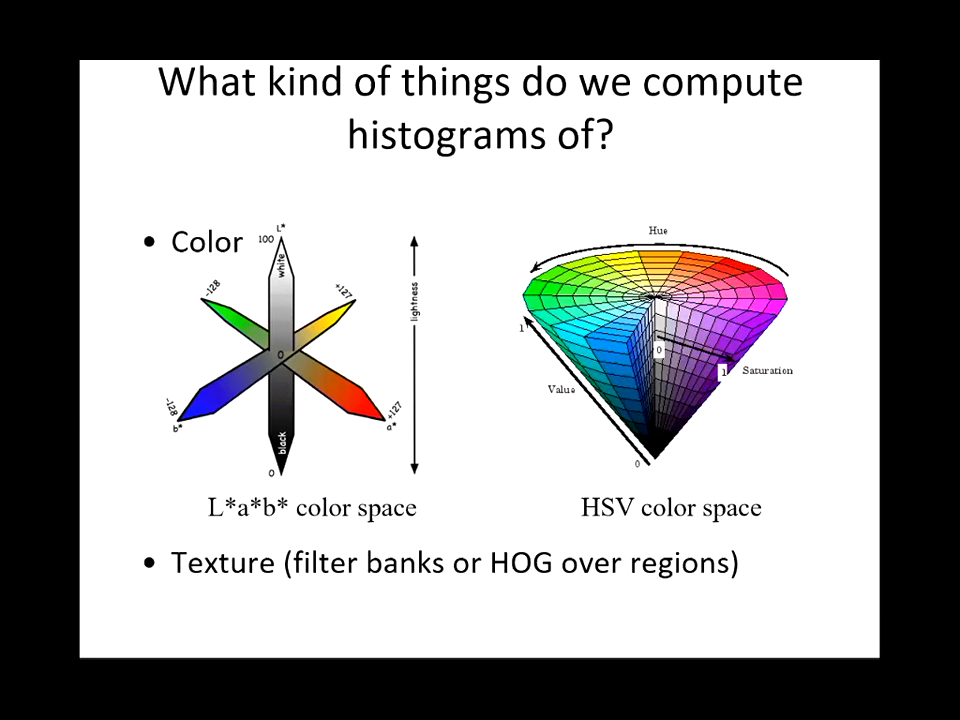 What kind of things do we compute
histograms of?
• Color
L*
100
white
-128
+127
0
lightness
-128
b*
+127
a*
black
0
Hue
1
0
1
Saturation
Value
0
L*a*b* color space
HSV color space
• Texture (filter banks or HOG over regions)